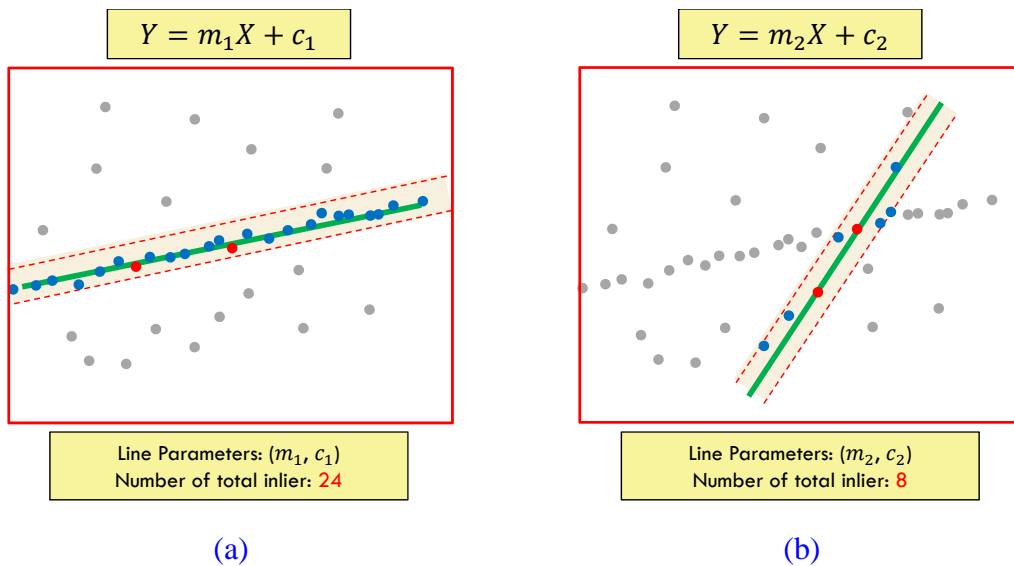 Y = m₁X + c₁
Y = m₂X + c₂
Line Parameters: (m₁, c₁)
Number of total inlier: 24
Line Parameters: (m₂, c₂)
Number of total inlier: 8
(a)
(b)